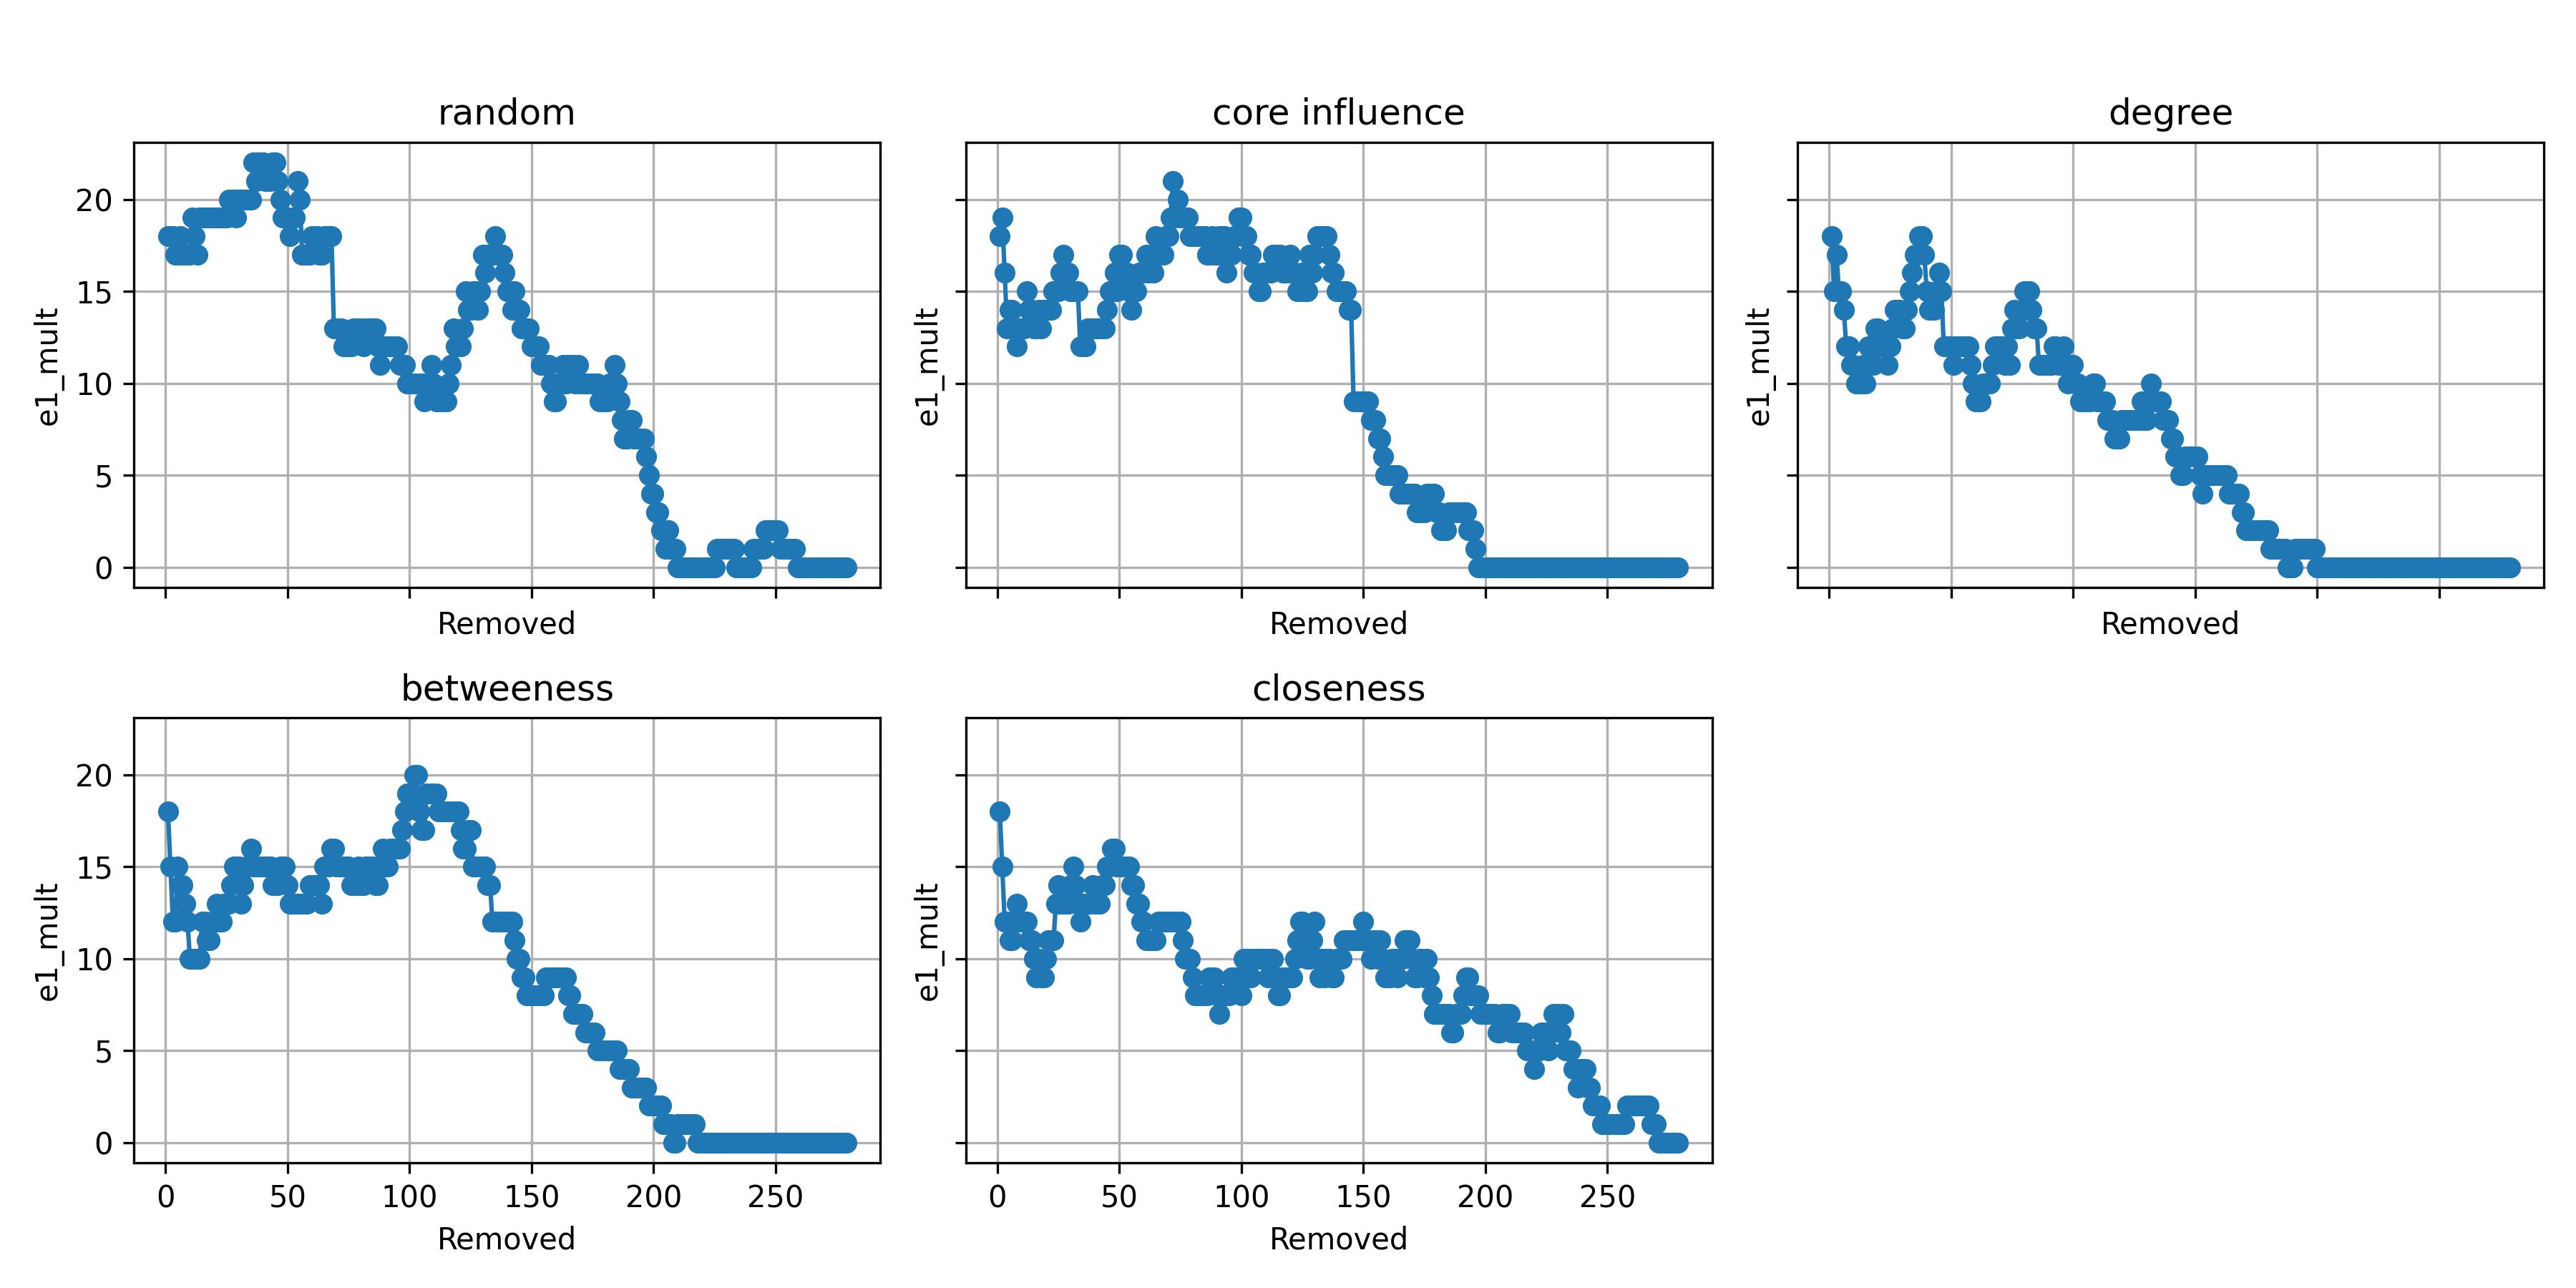 random
core influence
degree
20
15
10
5
0
e1_mult
e1_mult
e1_mult
Removed
Removed
Removed
betweeness
closeness
20
15
10
5
0
e1_mult
e1_mult
0 50 100 150 200 250
0 50 100 150 200 250
Removed
Removed